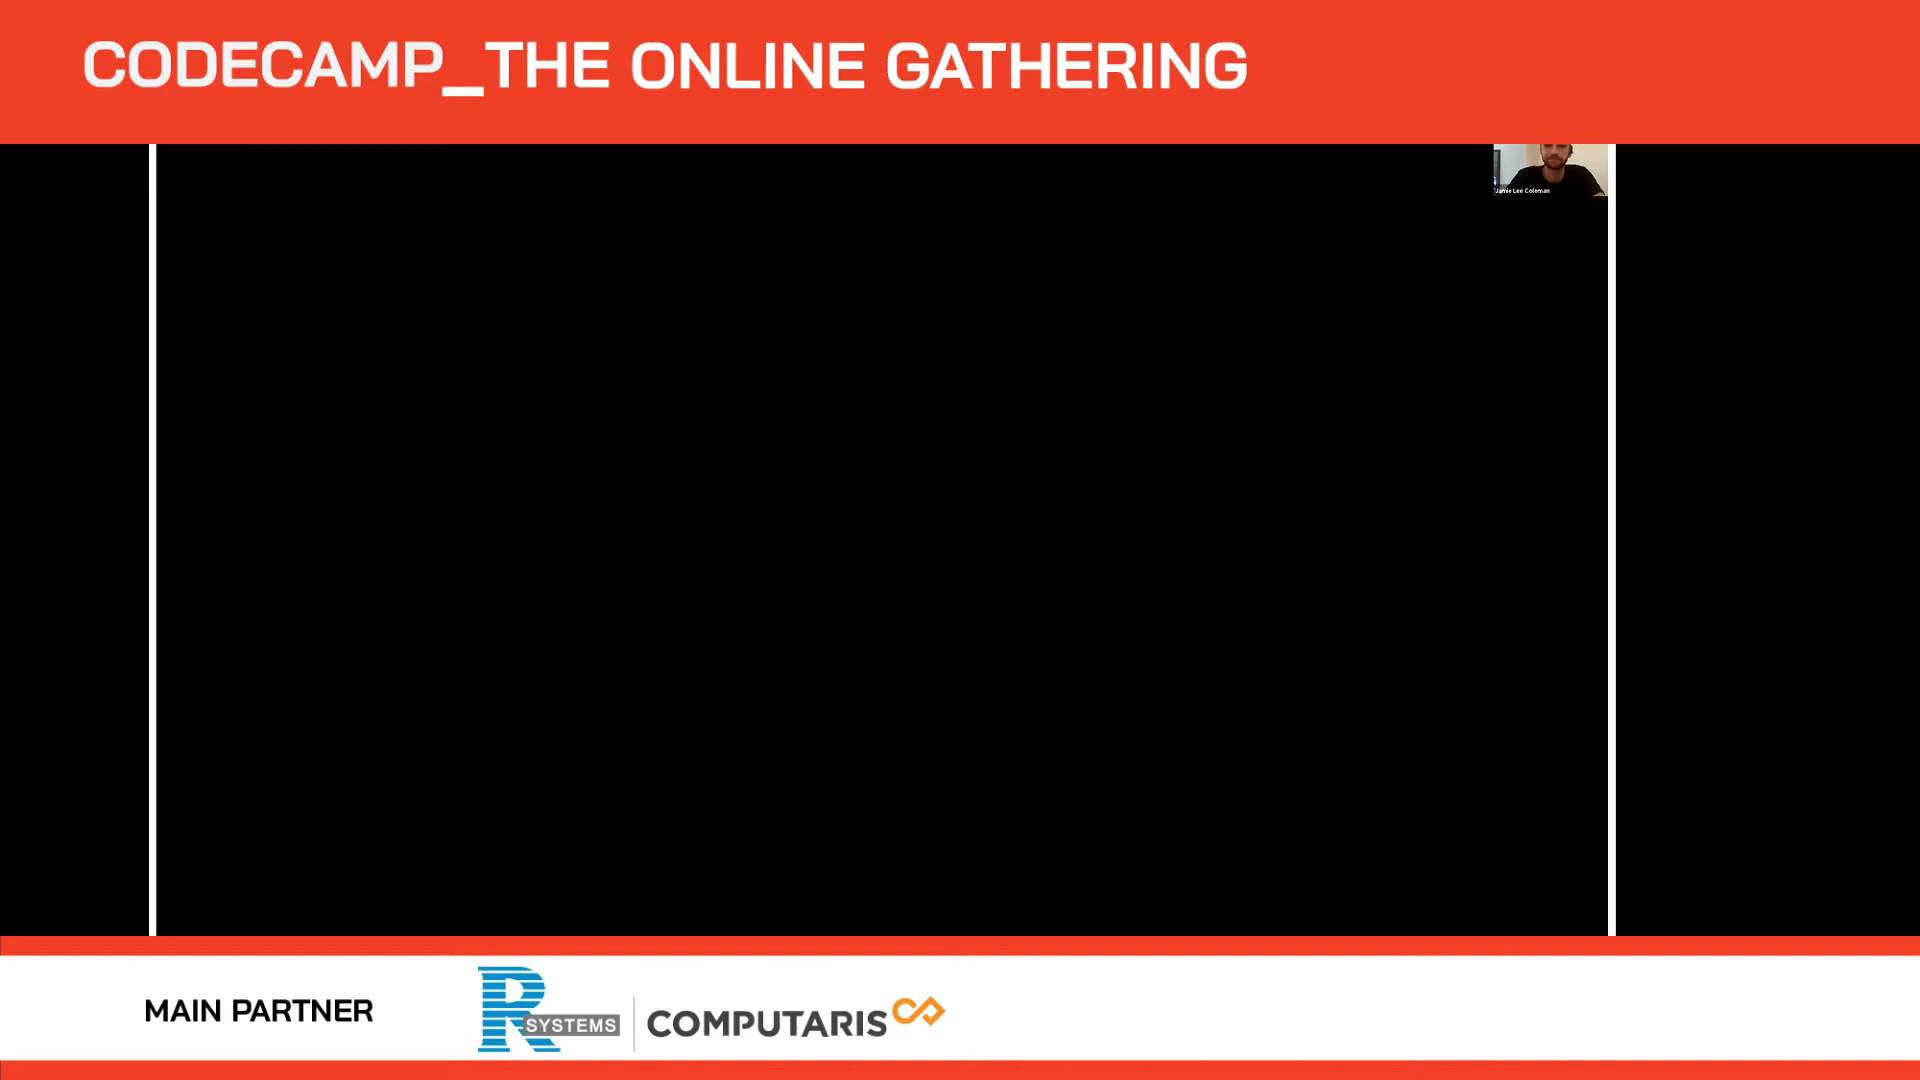 CODECAMP_THE ONLINE GATHERING
Jamie Lee Coleman
MAIN PARTNER
R SYSTEMS
COMPUTARIS